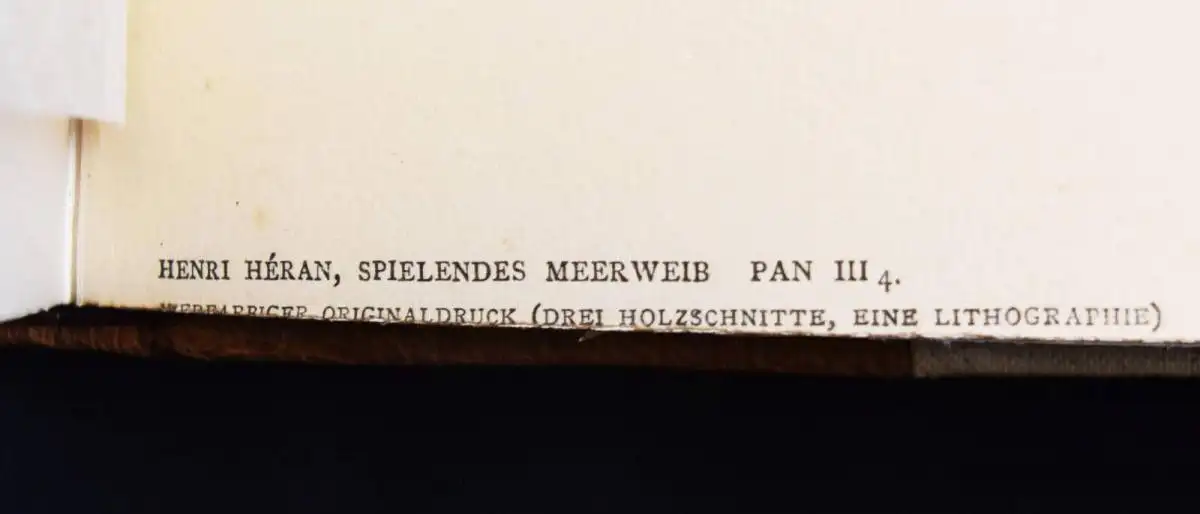 HENRI HÉRAN, SPIELENDES MEERWEIB PAN III 4.
ORIGINALDRUCK (DREI HOLZSCHNITTE, EINE LITHOGRAPHIE)